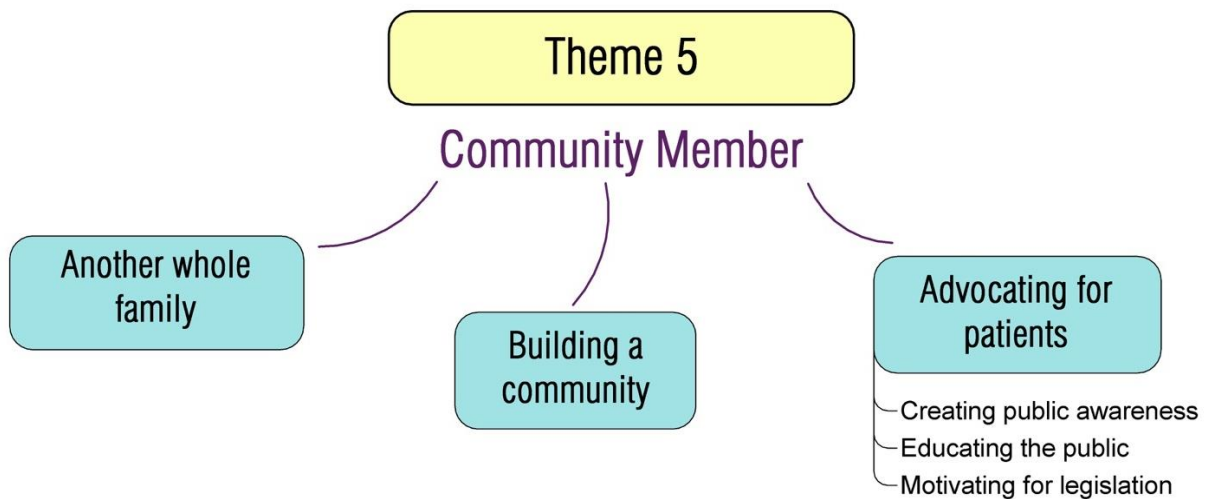 Theme 5
Community Member
Another whole
family
Building a
community
Advocating for
patients
Creating public awareness
Educating the public
Motivating for legislation